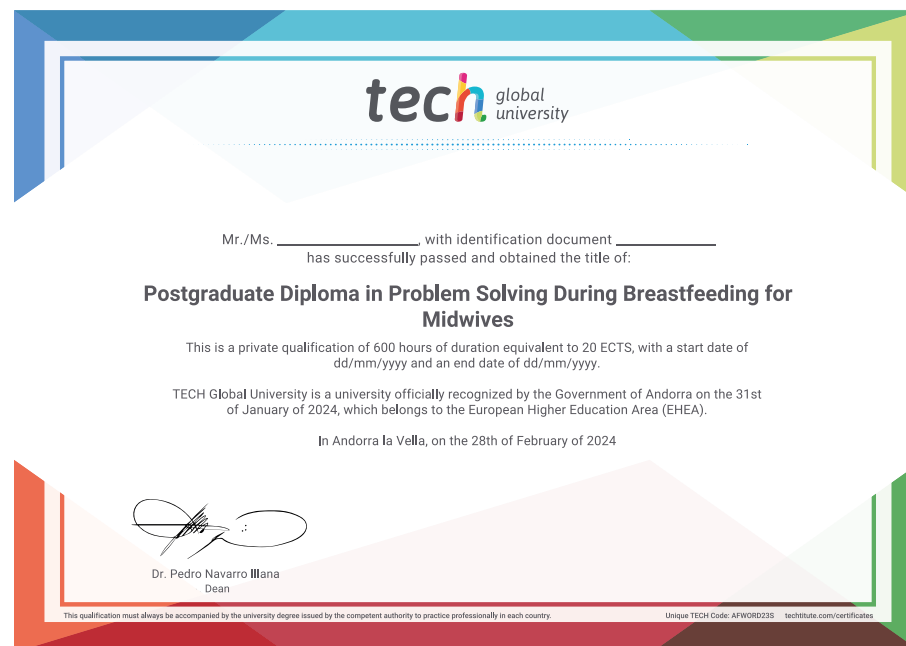 tech global university
Mr./Ms. ____________________, with identification document ______________
has successfully passed and obtained the title of:
Postgraduate Diploma in Problem Solving During Breastfeeding for
Midwives
This is a private qualification of 600 hours of duration equivalent to 20 ECTS, with a start date of
dd/mm/yyyy and an end date of dd/mm/yyyy.
TECH Global University is a university officially recognized by the Government of Andorra on the 31st
of January of 2024, which belongs to the European Higher Education Area (EHEA).
In Andorra la Vella, on the 28th of February of 2024
Dr. Pedro Navarro Illana
Dean
This qualification must always be accompanied by the university degree issued by the competent authority to practice professionally in each country.
Unique TECH Code: AFWORD23S techtitute.com/certificates